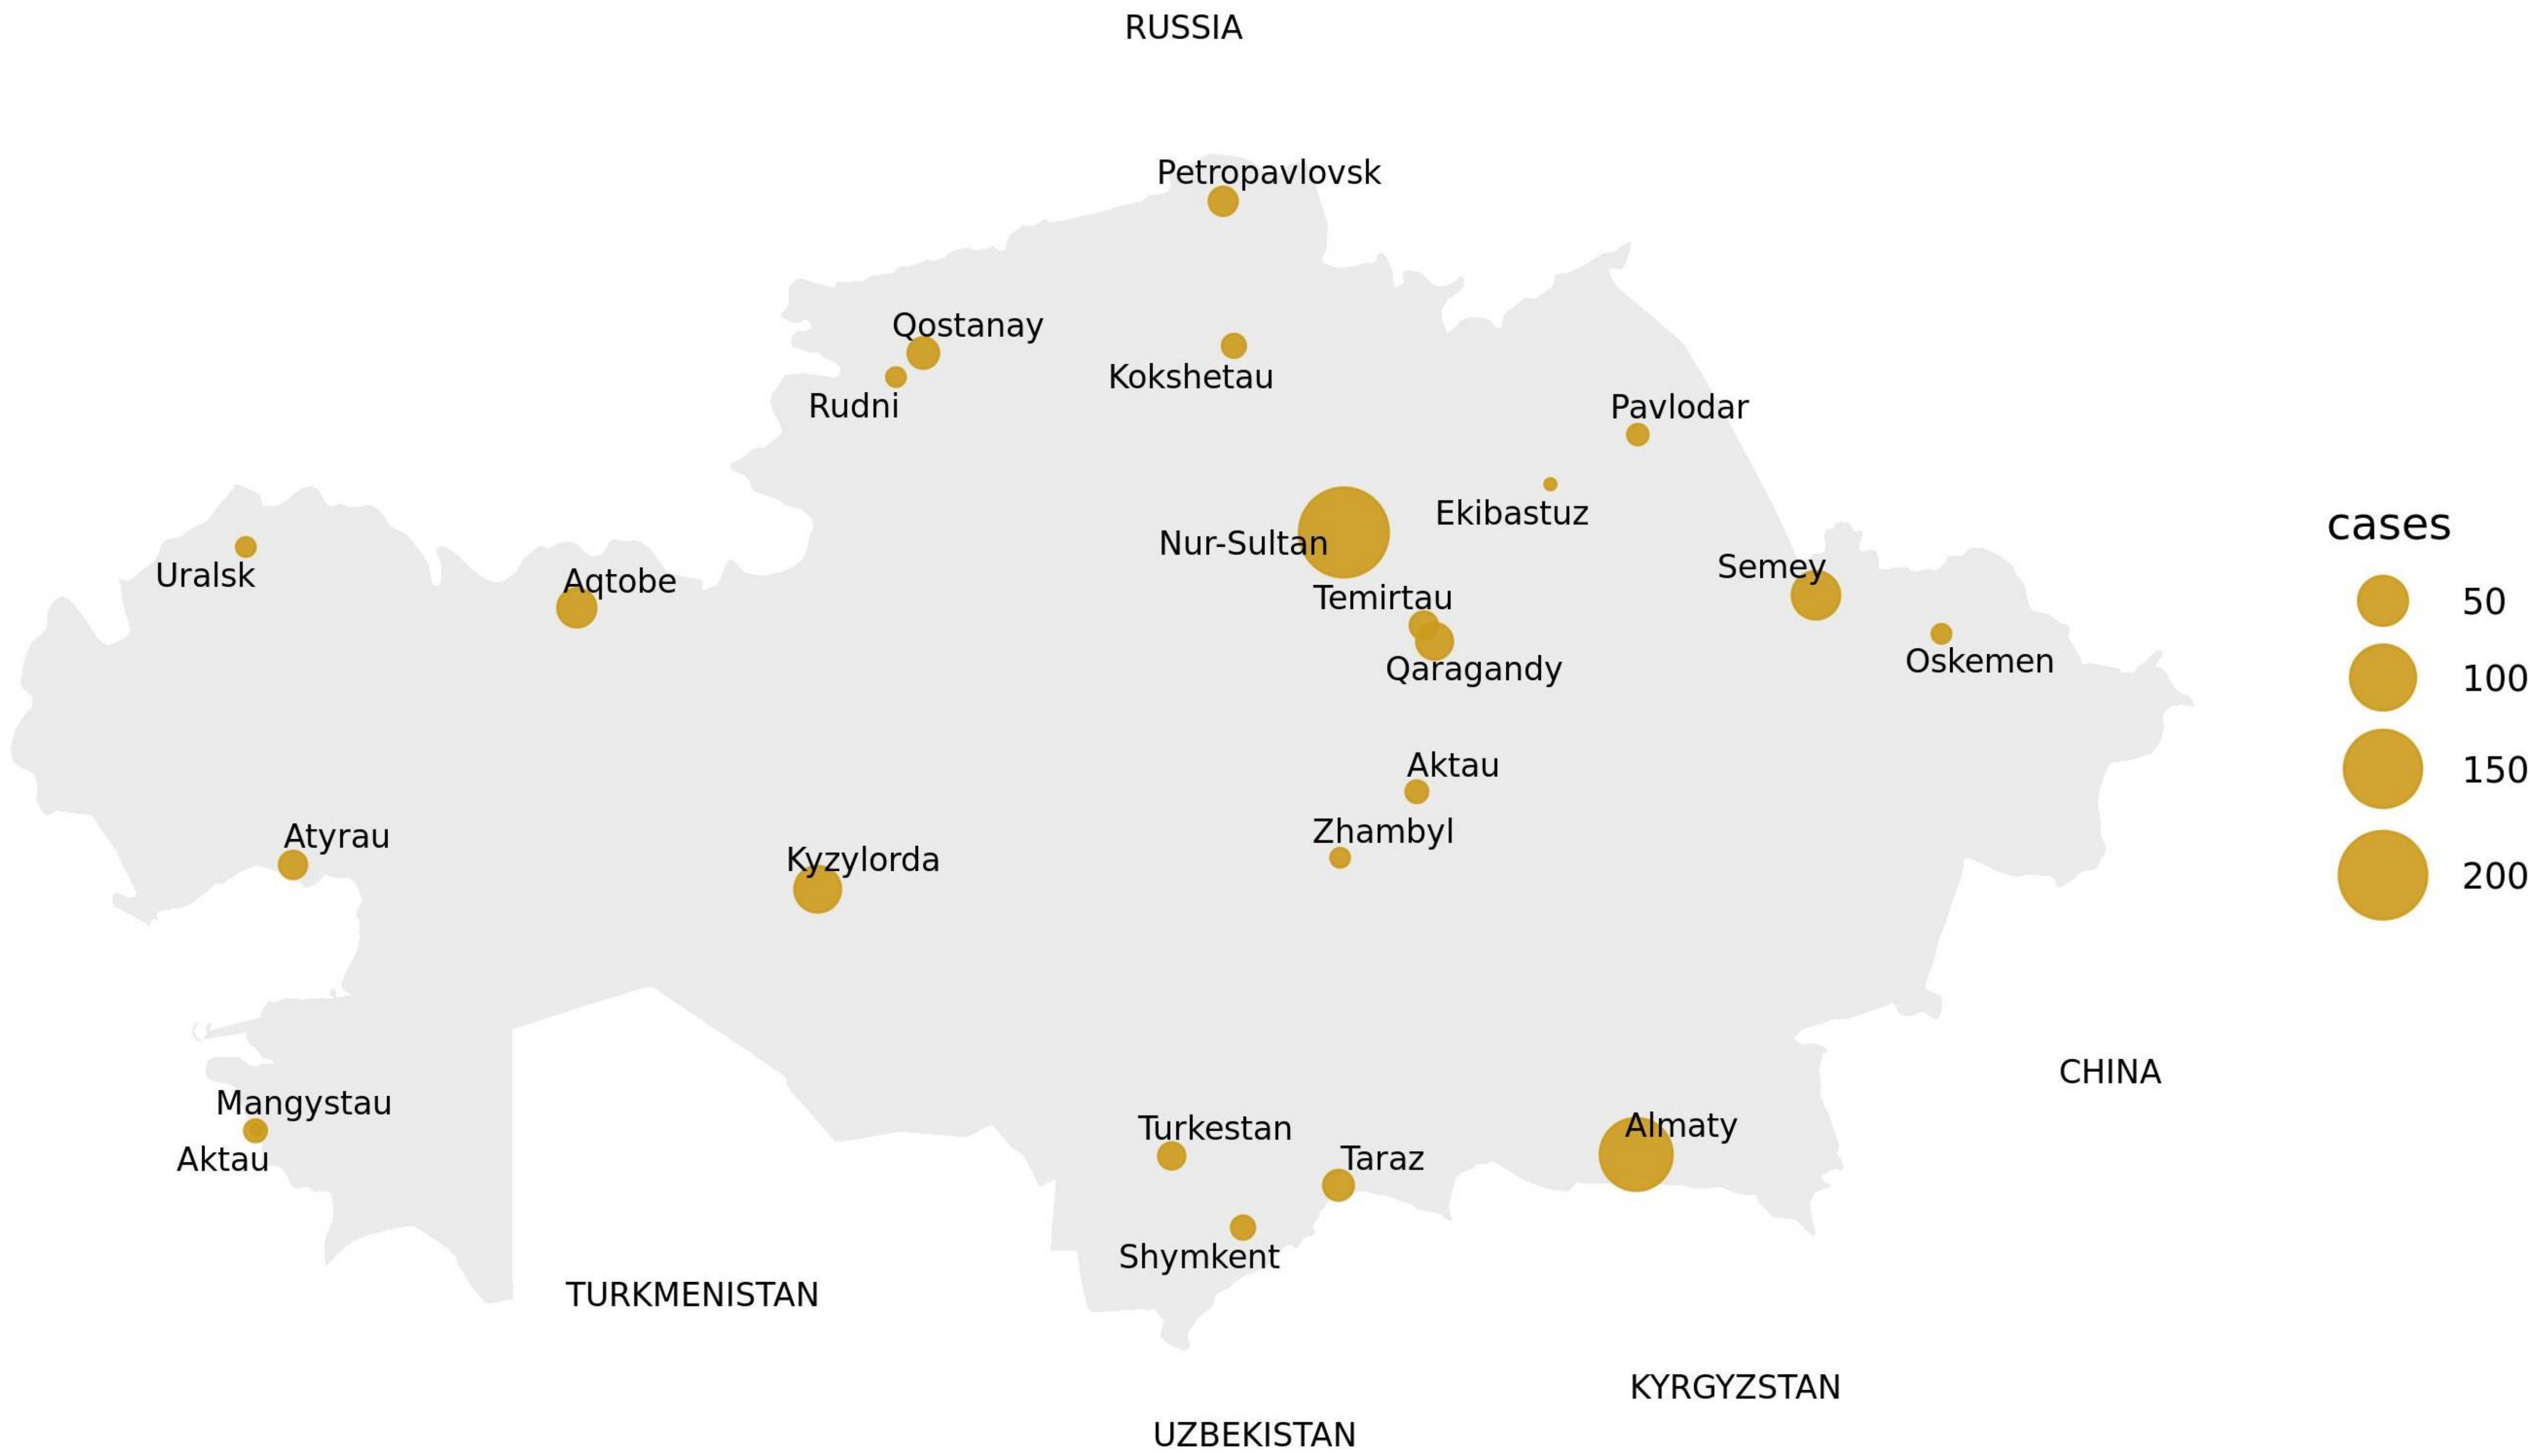 RUSSIA
Petropavlovsk
Qostanay
Kokshetau
Rudni
Pavlodar
Ekibastuz
Nur-Sultan
Semey
Uralsk
Aqtobe
Temirtau
Oskemen
Qaragandy
Aktau
Zhambyl
Atyrau
Kyzylorda
cases
50
100
150
200
CHINA
Mangystau
Aktau
Turkestan
Almaty
Taraz
Shymkent
TURKMENISTAN
KYRGYZSTAN
UZBEKISTAN